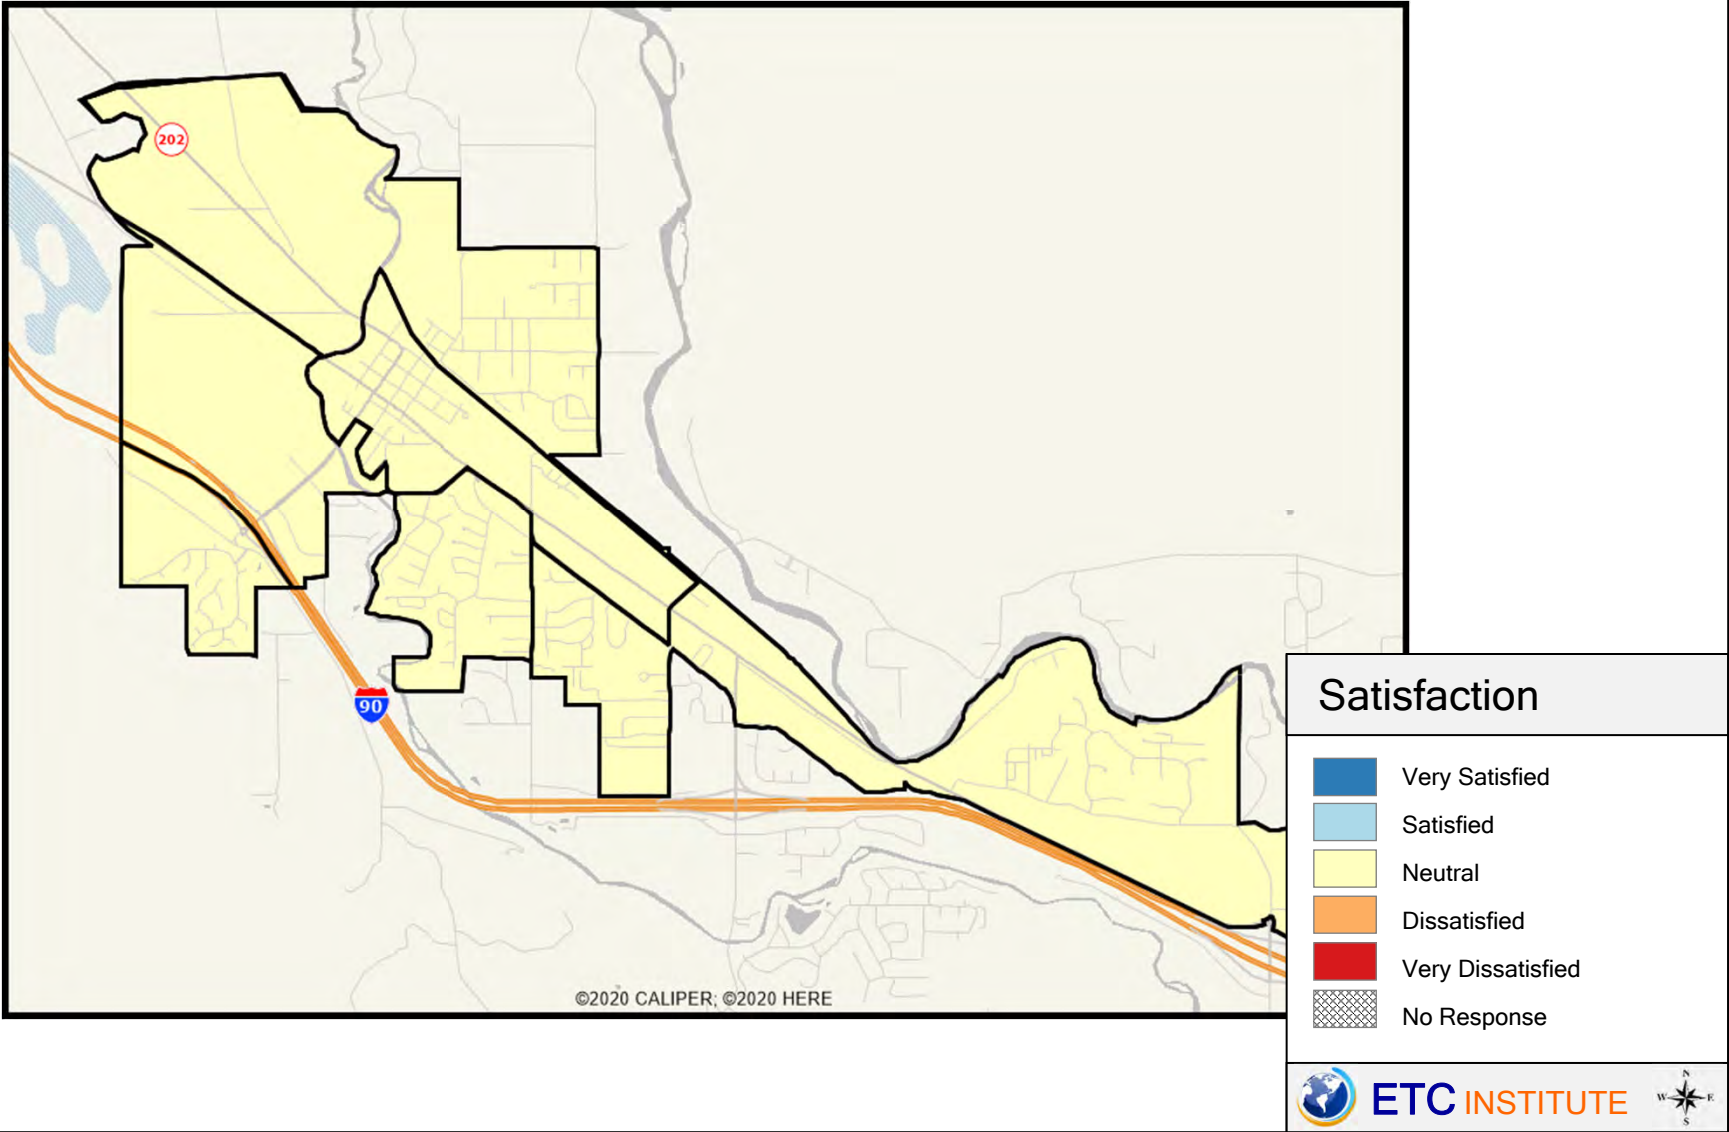 202
90
©2020 CALIPER; ©2020 HERE
Satisfaction
Very Satisfied
Satisfied
Neutral
Dissatisfied
Very Dissatisfied
No Response
ETC INSTITUTE
N
W E
S